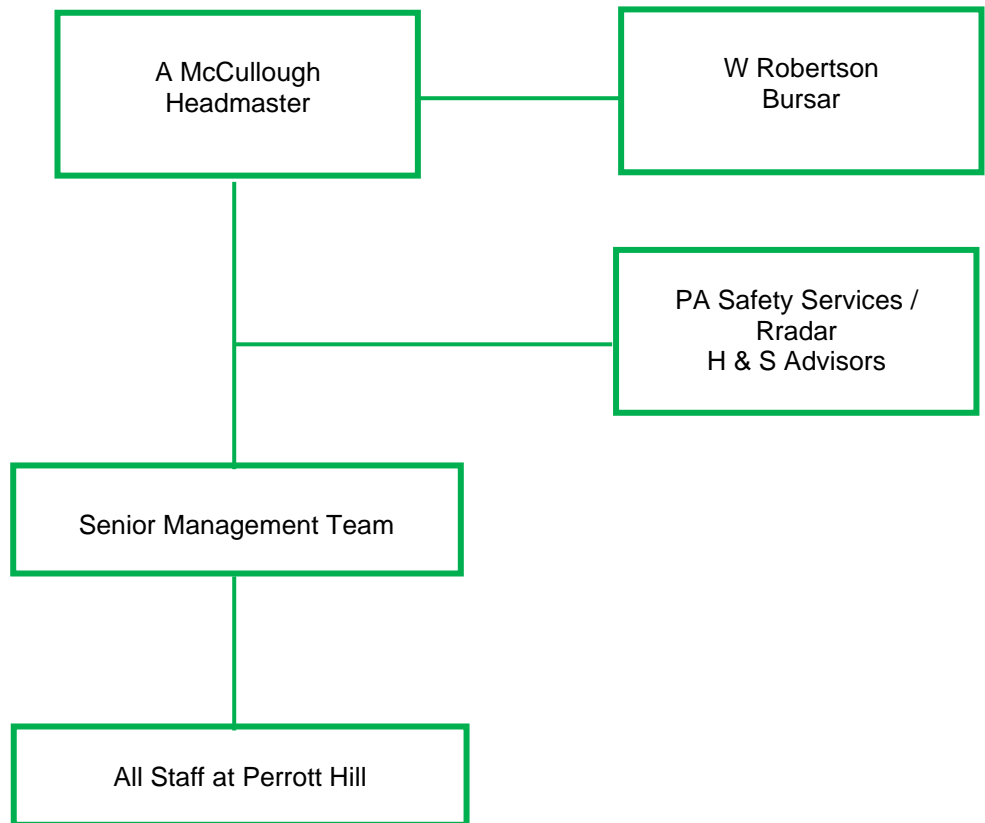 A McCullough
Headmaster
W Robertson
Bursar
PA Safety Services /
Rradar
H & S Advisors
Senior Management Team
All Staff at Perrott Hill